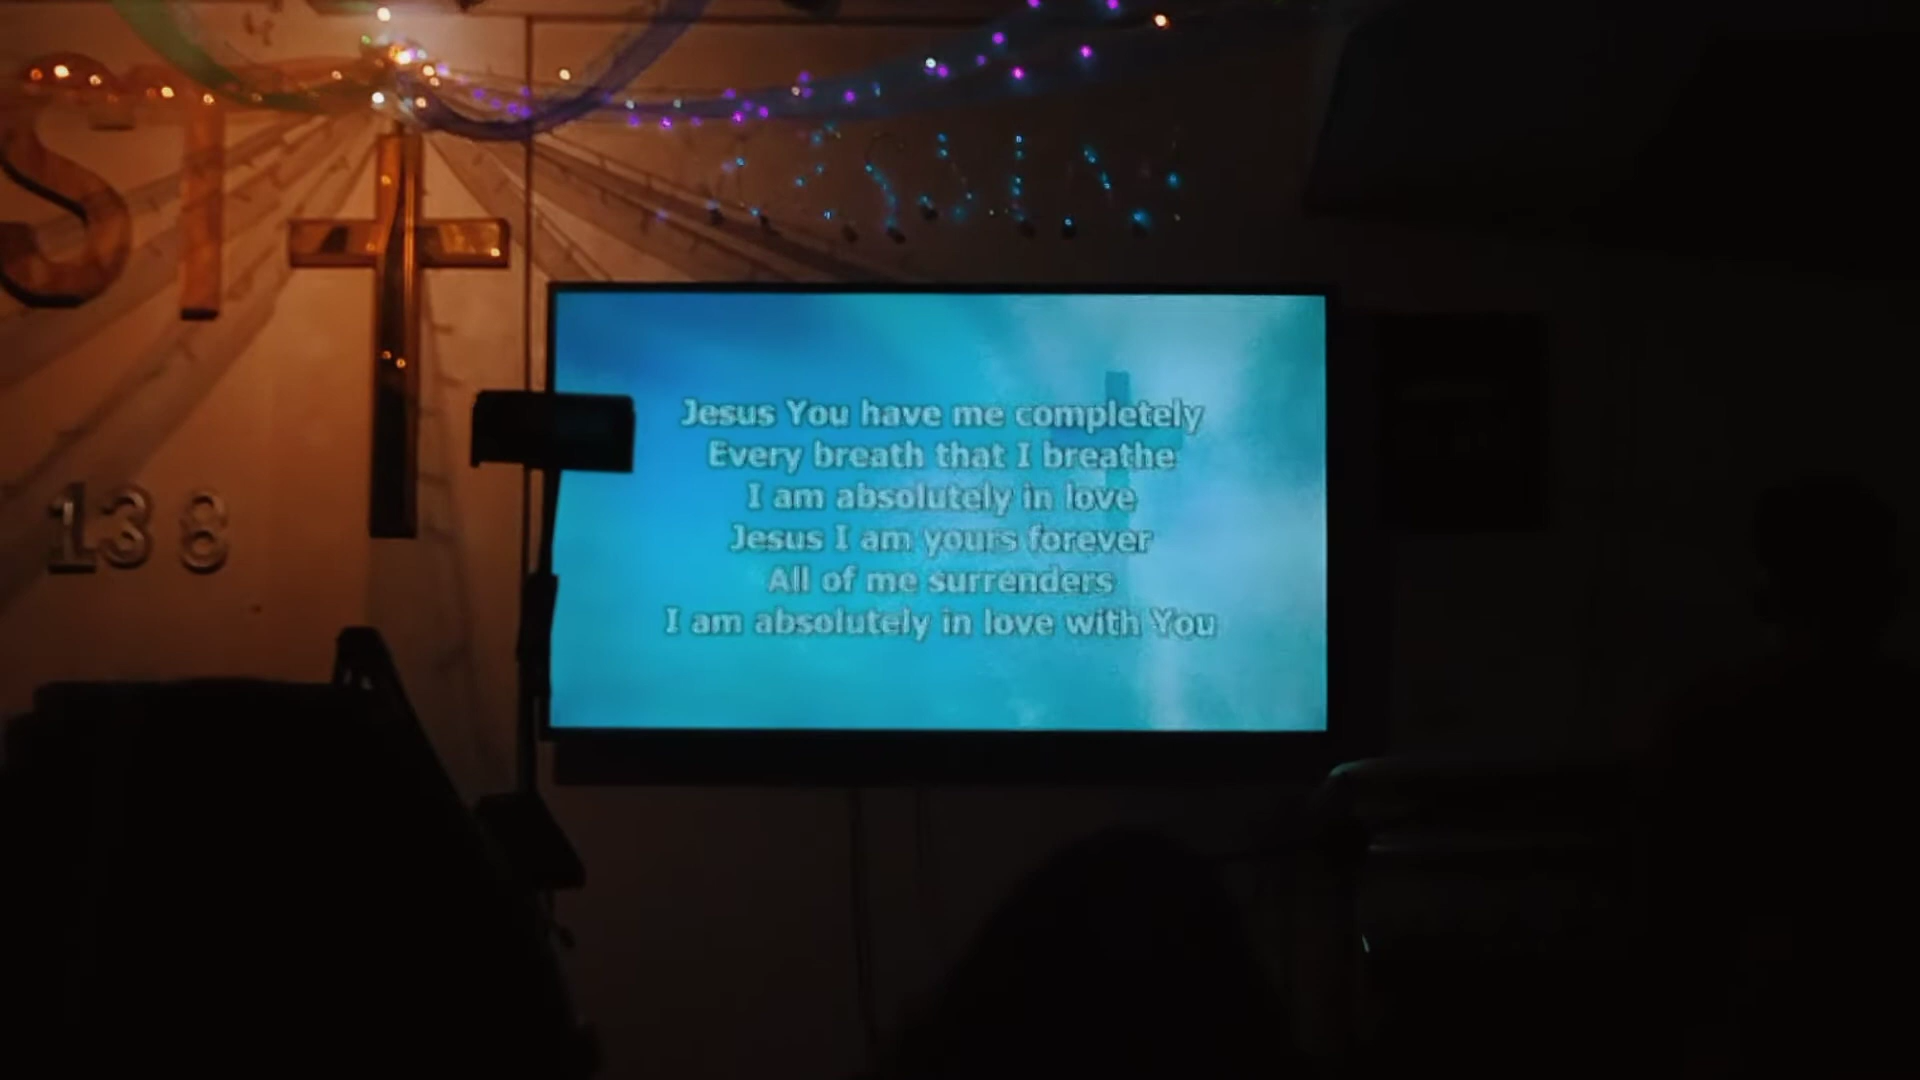 ST
138
Jesus You have me completely
Every breath that I breathe
I am absolutely in love
Jesus I am yours forever
All of me surrenders
I am absolutely in love with You